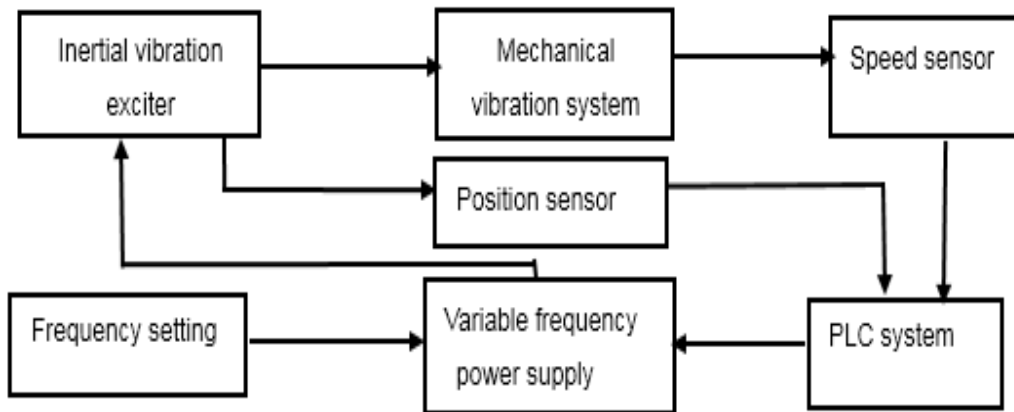 Inertial vibration
exciter
Mechanical
vibration system
Speed sensor
Position sensor
Frequency setting
Variable frequency
power supply
PLC system